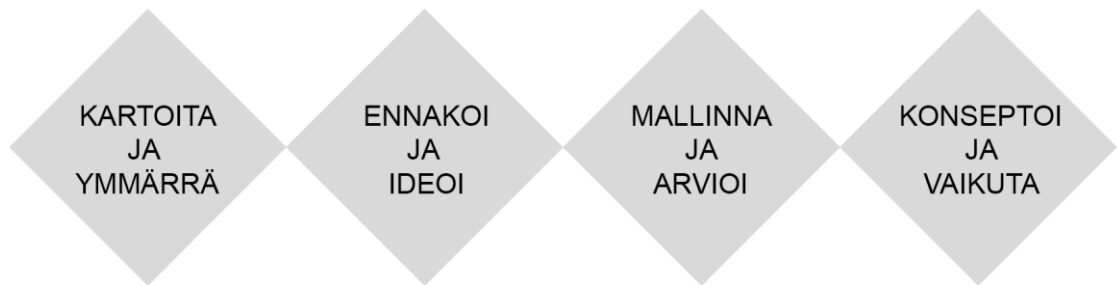 KARTOITA
JA
YMMÄRRÄ
ENNAKOI
JA
IDEOI
MALLINNA
JA
ARVIOI
KONSEPTOI
JA
VAIKUTA